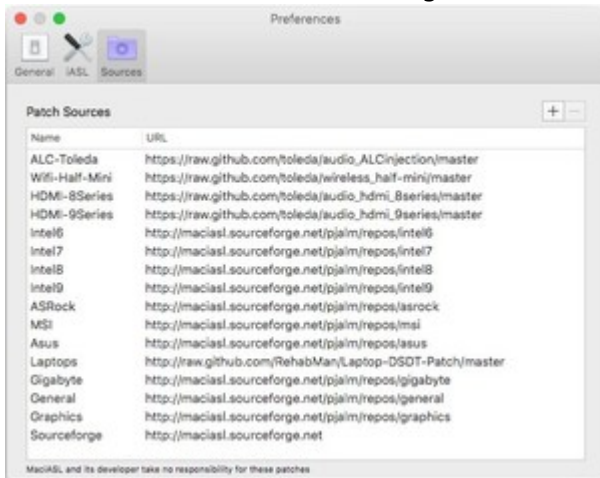 Preferences
General iASL Sources
Patch Sources
+ −
Name URL
ALC-Toleda https://raw.github.com/toleda/audio_ALCinjection/master
Wifi-Half-Mini https://raw.github.com/toleda/wireless_half-mini/master
HDMI-8Series https://raw.github.com/toleda/audio_hdmi_8series/master
HDMI-9Series https://raw.github.com/toleda/audio_hdmi_9series/master
Intel6 http://maciasl.sourceforge.net/pjalm/repos/intel6
Intel7 http://maciasl.sourceforge.net/pjalm/repos/intel7
Intel8 http://maciasl.sourceforge.net/pjalm/repos/intel8
Intel9 http://maciasl.sourceforge.net/pjalm/repos/intel9
ASRock http://maciasl.sourceforge.net/pjalm/repos/asrock
MSI http://maciasl.sourceforge.net/pjalm/repos/msi
Asus http://maciasl.sourceforge.net/pjalm/repos/asus
Laptops http://raw.github.com/RehabMan/Laptop-DSDT-Patch/master
Gigabyte http://maciasl.sourceforge.net/pjalm/repos/gigabyte
General http://maciasl.sourceforge.net/pjalm/repos/general
Graphics http://maciasl.sourceforge.net/pjalm/repos/graphics
Sourceforge http://maciasl.sourceforge.net
MaciASL and its developer take no responsibility for these patches